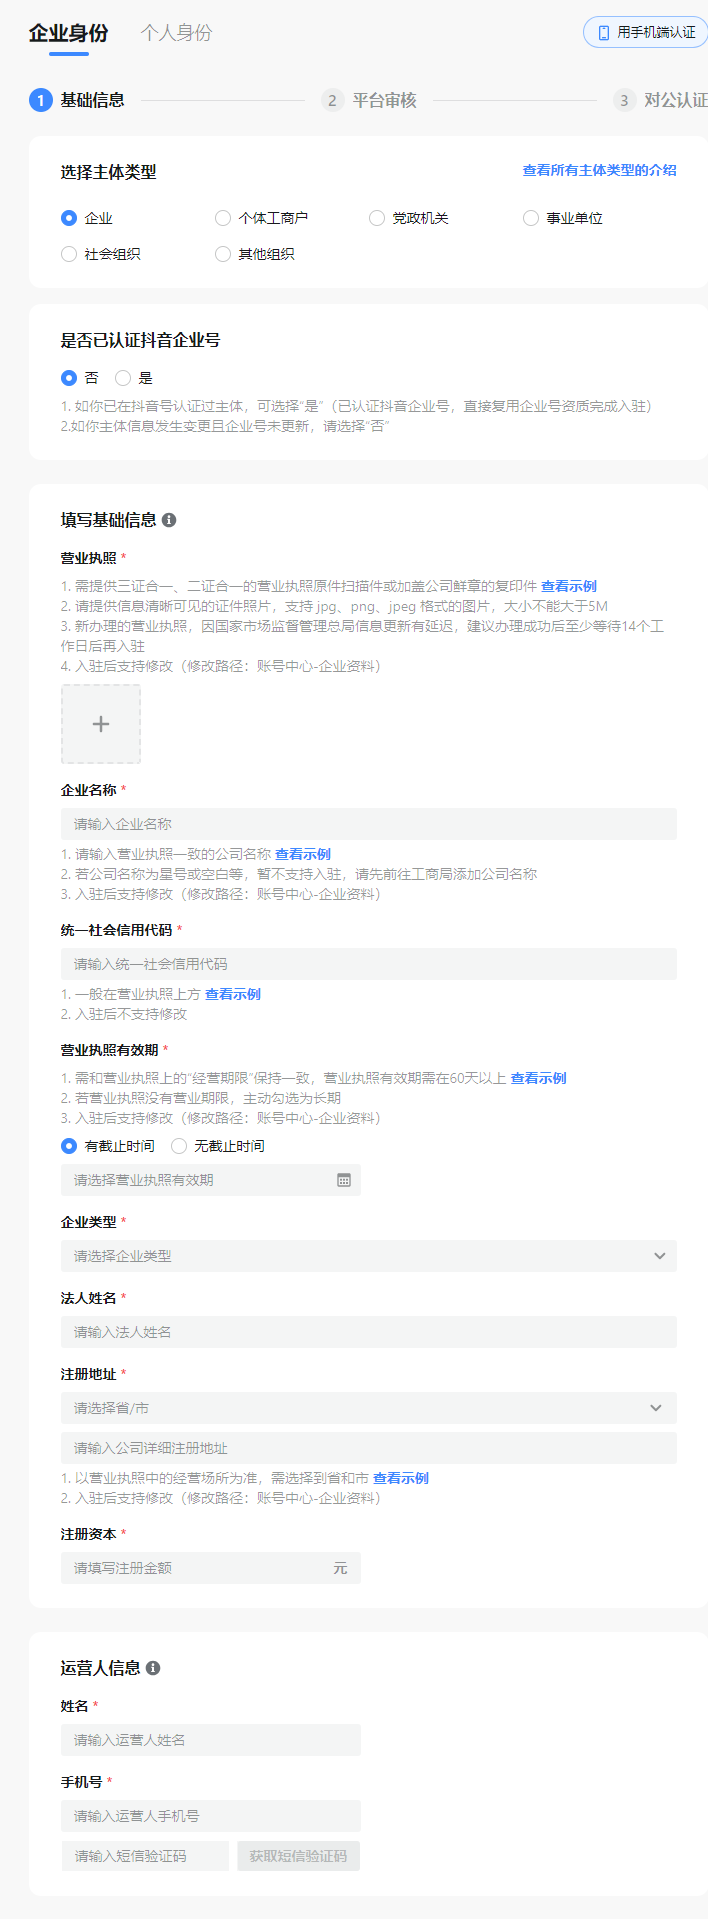 企业身份 个人身份 用手机端认证
1 基础信息 2 平台审核 3 对公认证
选择主体类型 查看所有主体类型的介绍
企业 个体工商户 党政机关 事业单位
社会组织 其他组织
是否已认证抖音企业号
否 是
1. 如你已在抖音号认证过主体，可选择“是”（已认证抖音企业号，直接复用企业号资质完成入驻）
2.如你主体信息发生变更且企业号未更新，请选择“否”
填写基础信息
营业执照 *
1. 需提供三证合一、二证合一的营业执照原件扫描件或加盖公司鲜章的复印件 查看示例
2. 请提供信息清晰可见的证件照片，支持 jpg、png、jpeg 格式的图片，大小不能大于5M
3. 新办理的营业执照，因国家市场监督管理总局信息更新有延迟，建议办理成功后至少等待14个工
作日后再入驻
4. 入驻后支持修改（修改路径：账号中心-企业资料）
企业名称 *
请输入企业名称
1. 请输入营业执照一致的公司名称 查看示例
2. 若公司名称为星号或空白等，暂不支持入驻，请先前往工商局添加公司名称
3. 入驻后支持修改（修改路径：账号中心-企业资料）
统一社会信用代码 *
请输入统一社会信用代码
1. 一般在营业执照上方 查看示例
2. 入驻后不支持修改
营业执照有效期 *
1. 需和营业执照上的“经营期限”保持一致，营业执照有效期需在60天以上 查看示例
2. 若营业执照没有营业期限，主动勾选为长期
3. 入驻后支持修改（修改路径：账号中心-企业资料）
有截止时间 无截止时间
请选择营业执照有效期
企业类型 *
请选择企业类型
法人姓名 *
请输入法人姓名
注册地址 *
请选择省/市
请输入公司详细注册地址
1. 以营业执照中的经营场所为准，需选择到省和市 查看示例
2. 入驻后支持修改（修改路径：账号中心-企业资料）
注册资本 *
请填写注册金额 元
运营人信息
姓名 *
请输入运营人姓名
手机号 *
请输入运营人手机号
请输入短信验证码 获取短信验证码